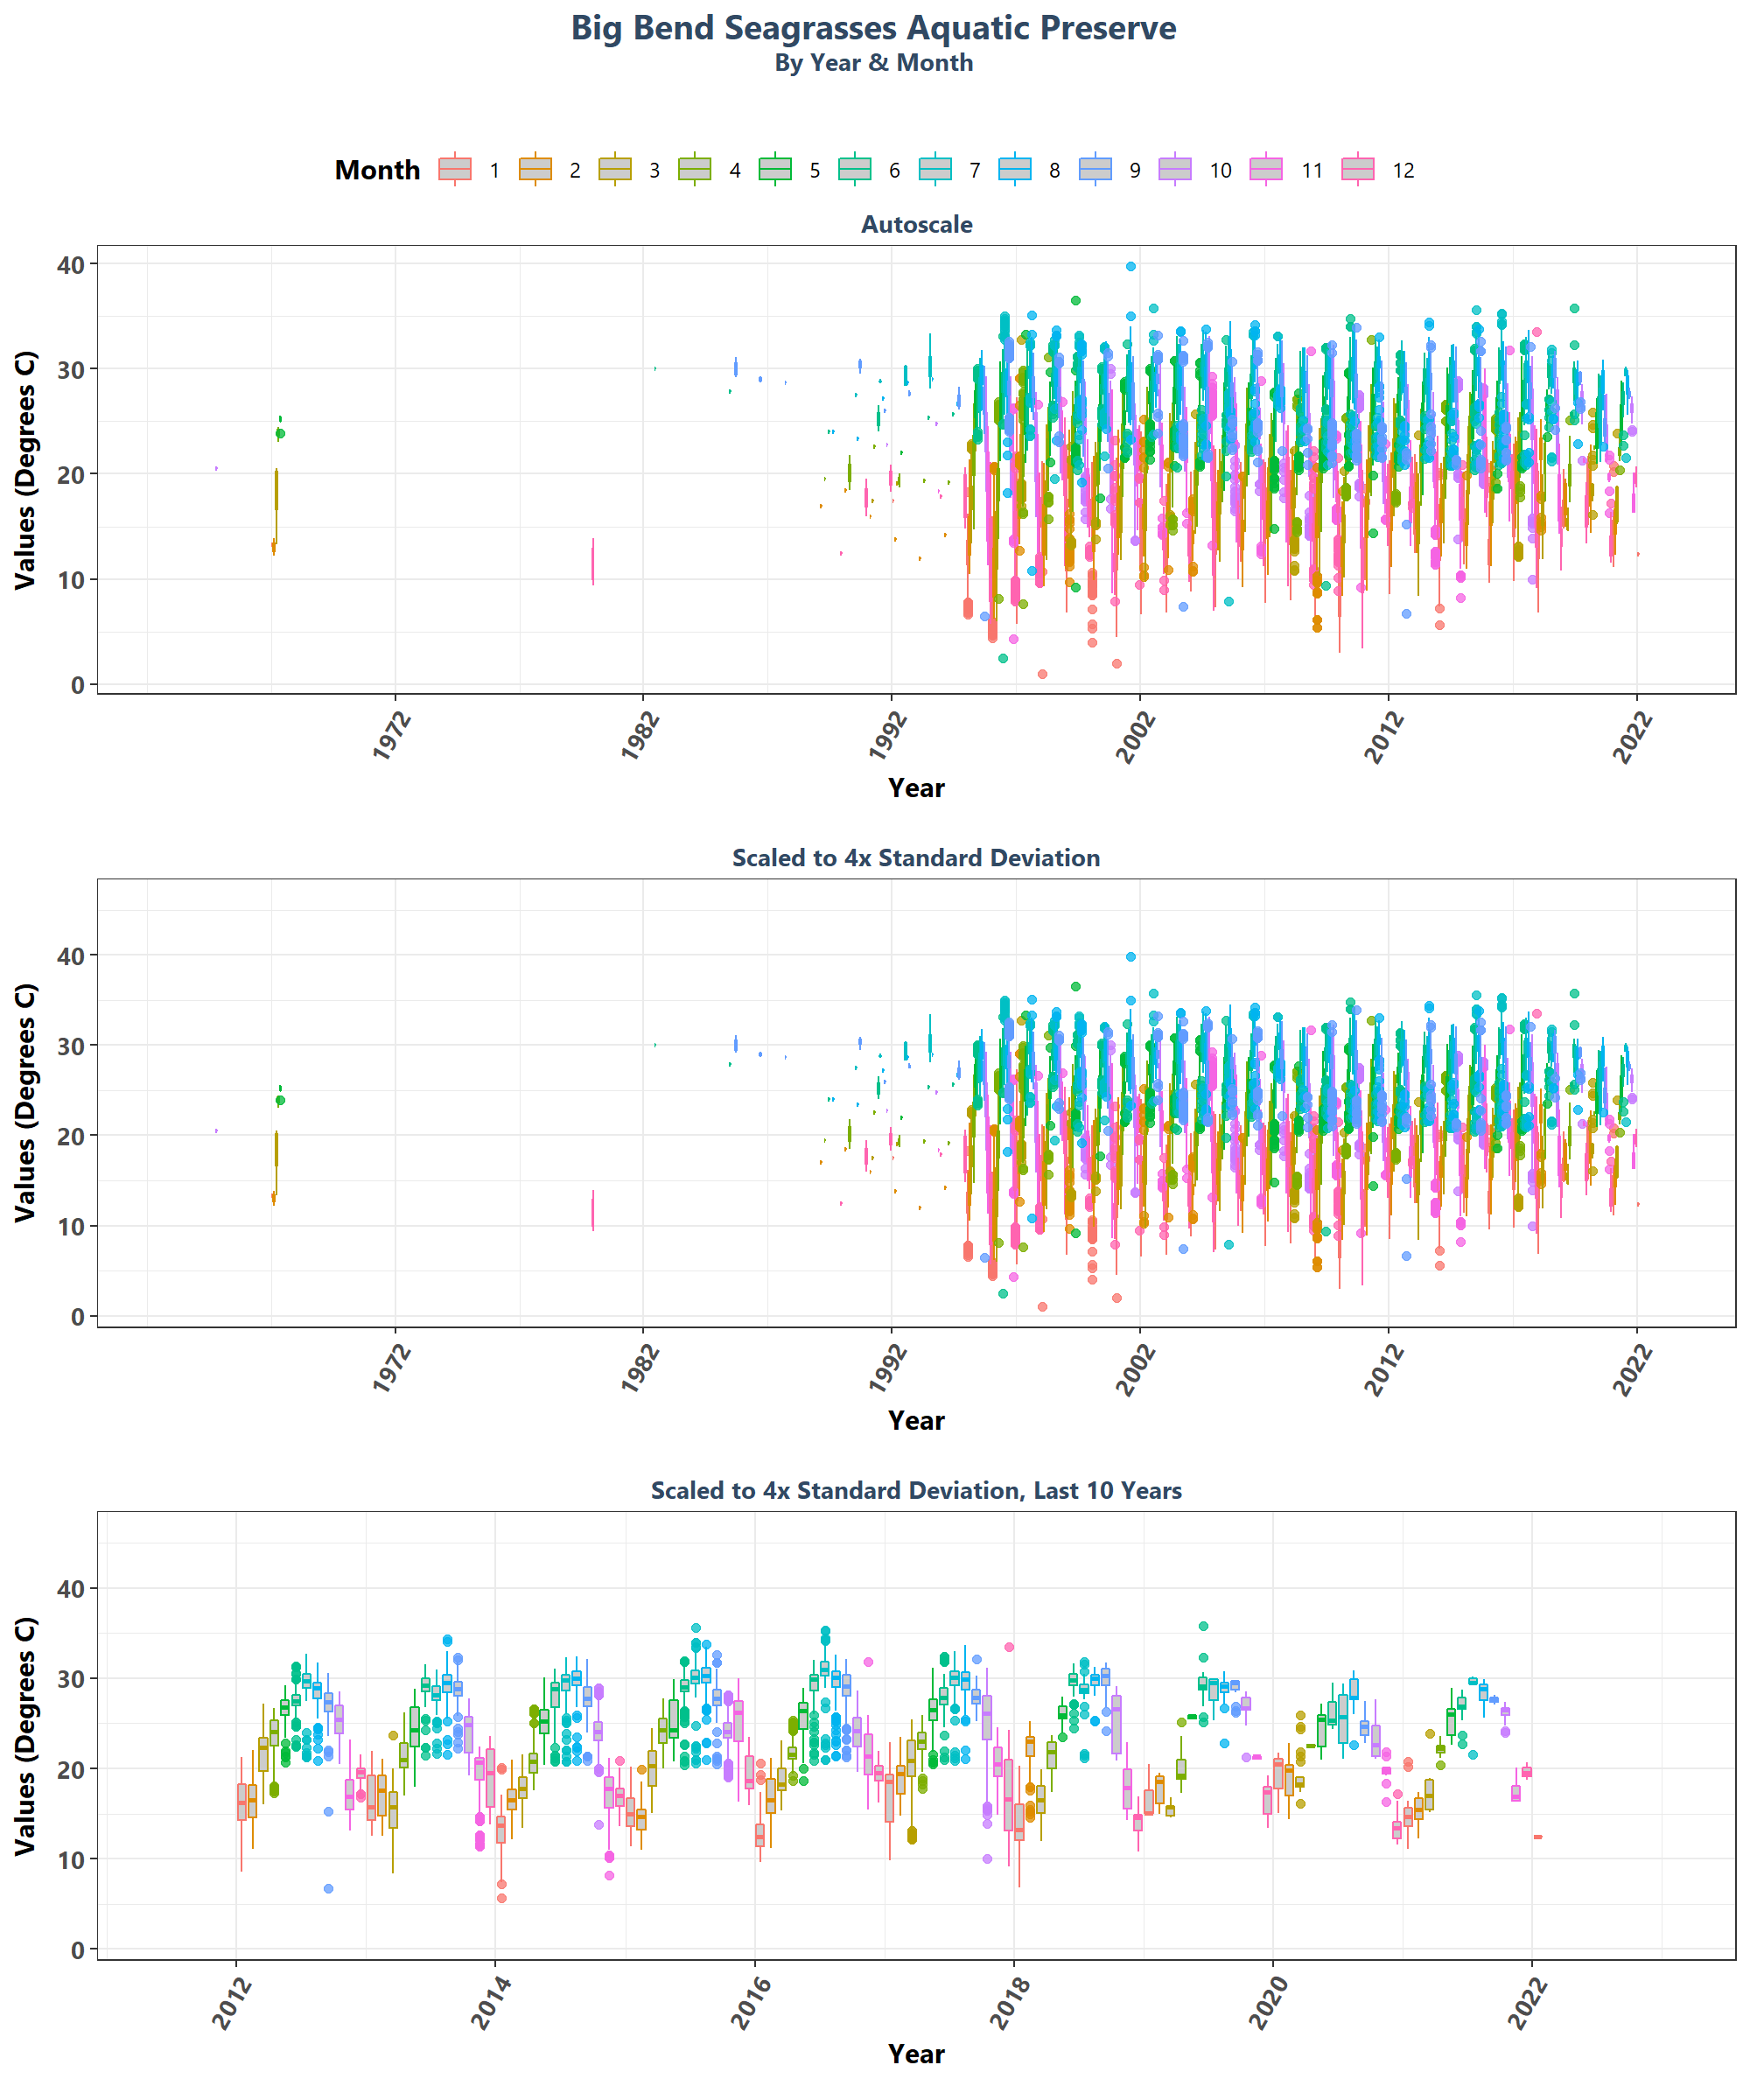 Big Bend Seagrasses Aquatic Preserve
By Year & Month
Month 1 2 3 4 5 6 7 8 9 10 11 12
Autoscale
Values (Degrees C)
40
30
20
10
0
1972 1982 1992 2002 2012 2022
Year
Scaled to 4x Standard Deviation
Values (Degrees C)
40
30
20
10
0
1972 1982 1992 2002 2012 2022
Year
Scaled to 4x Standard Deviation, Last 10 Years
Values (Degrees C)
40
30
20
10
0
2012 2014 2016 2018 2020 2022
Year